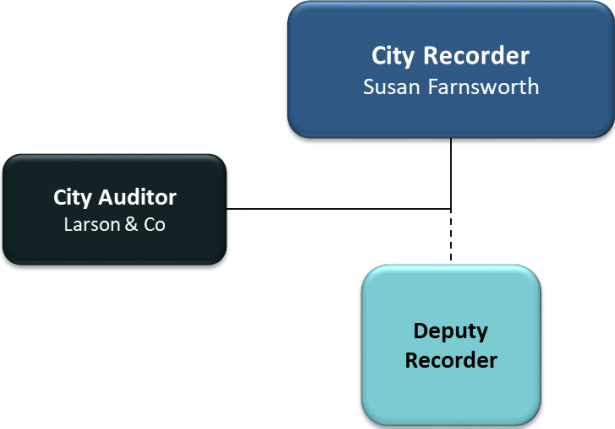 City Recorder
Susan Farnsworth
City Auditor
Larson & Co
Deputy
Recorder